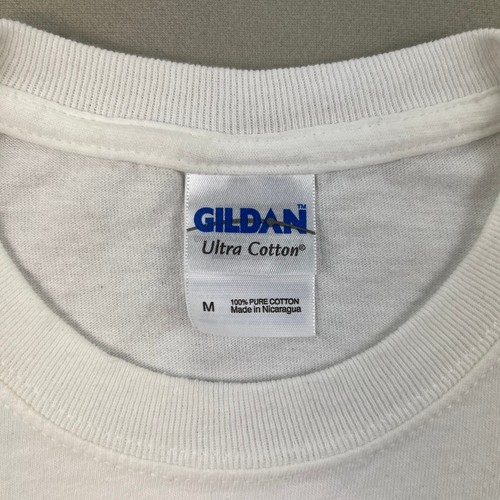 GILDAN™
Ultra Cotton®
M
100% PURE COTTON
Made in Nicaragua